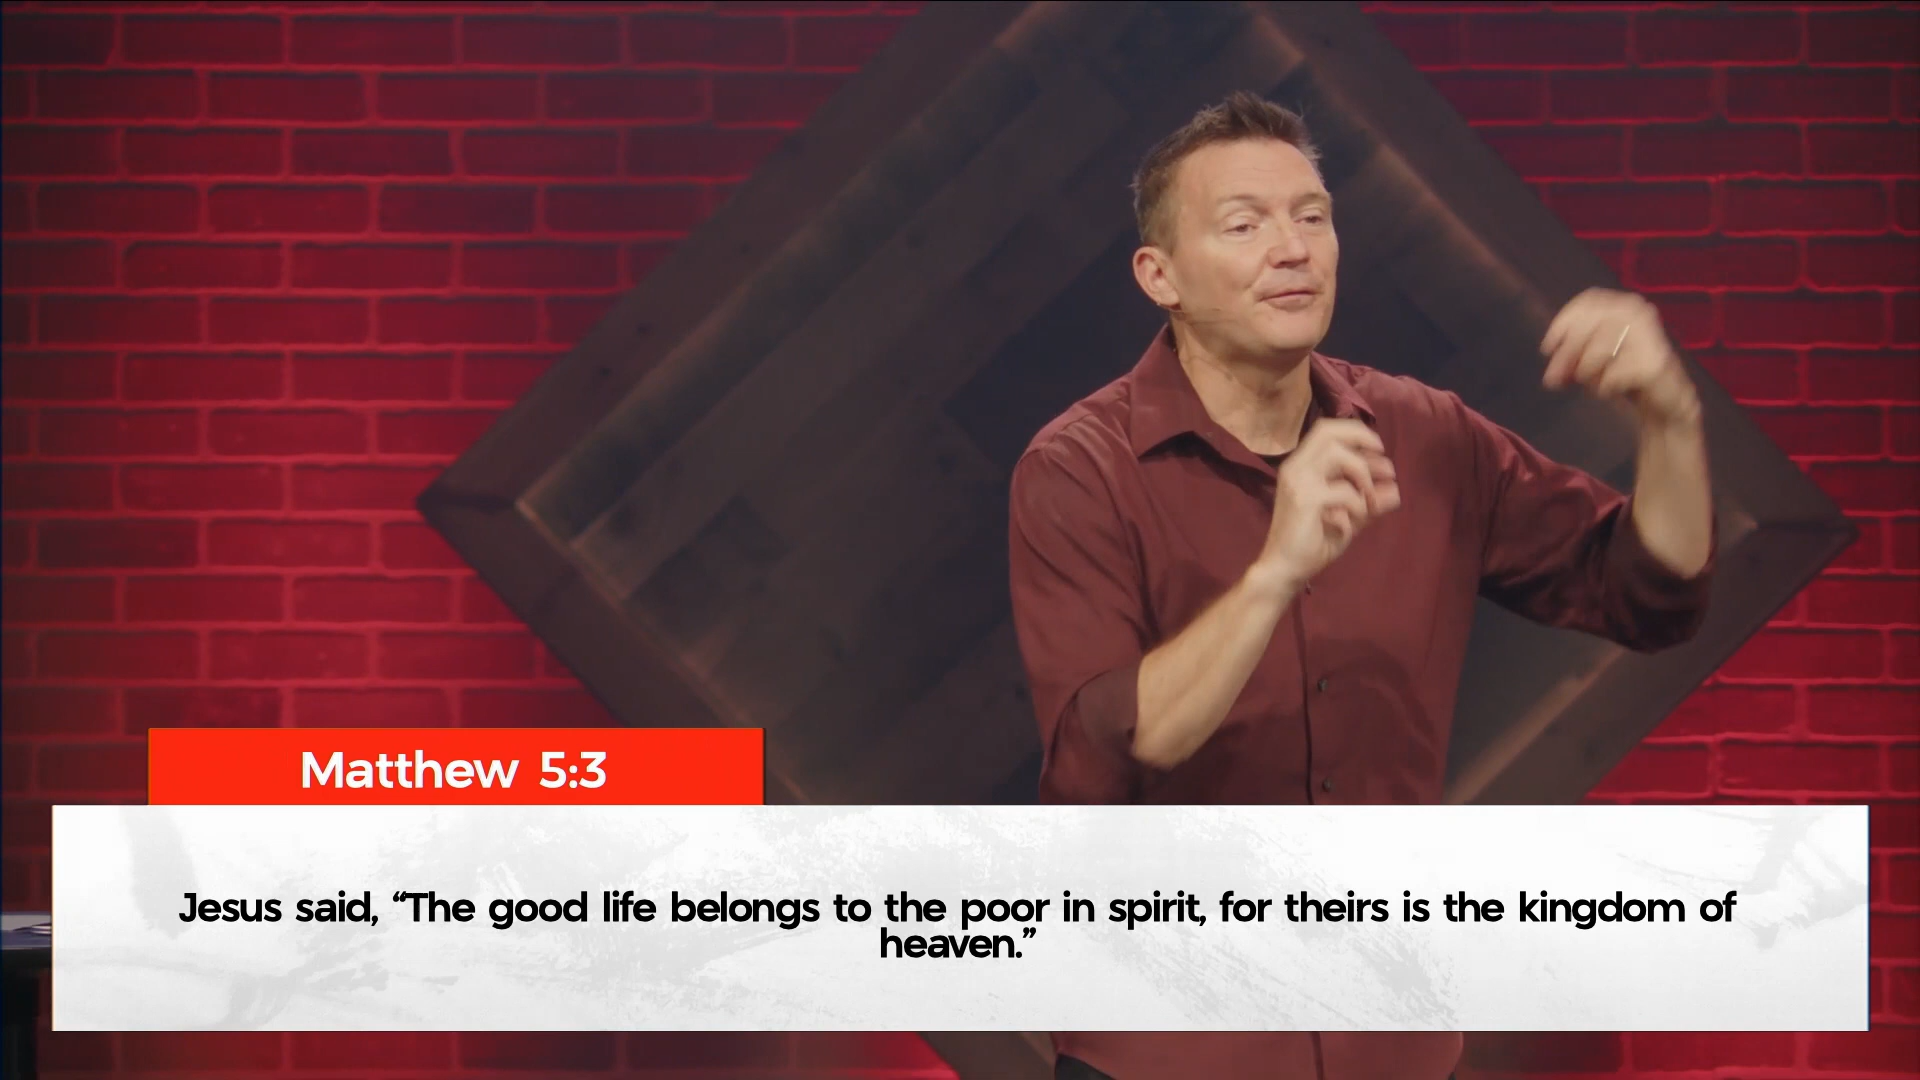 Matthew 5:3
Jesus said, “The good life belongs to the poor in spirit, for theirs is the kingdom of
heaven.”